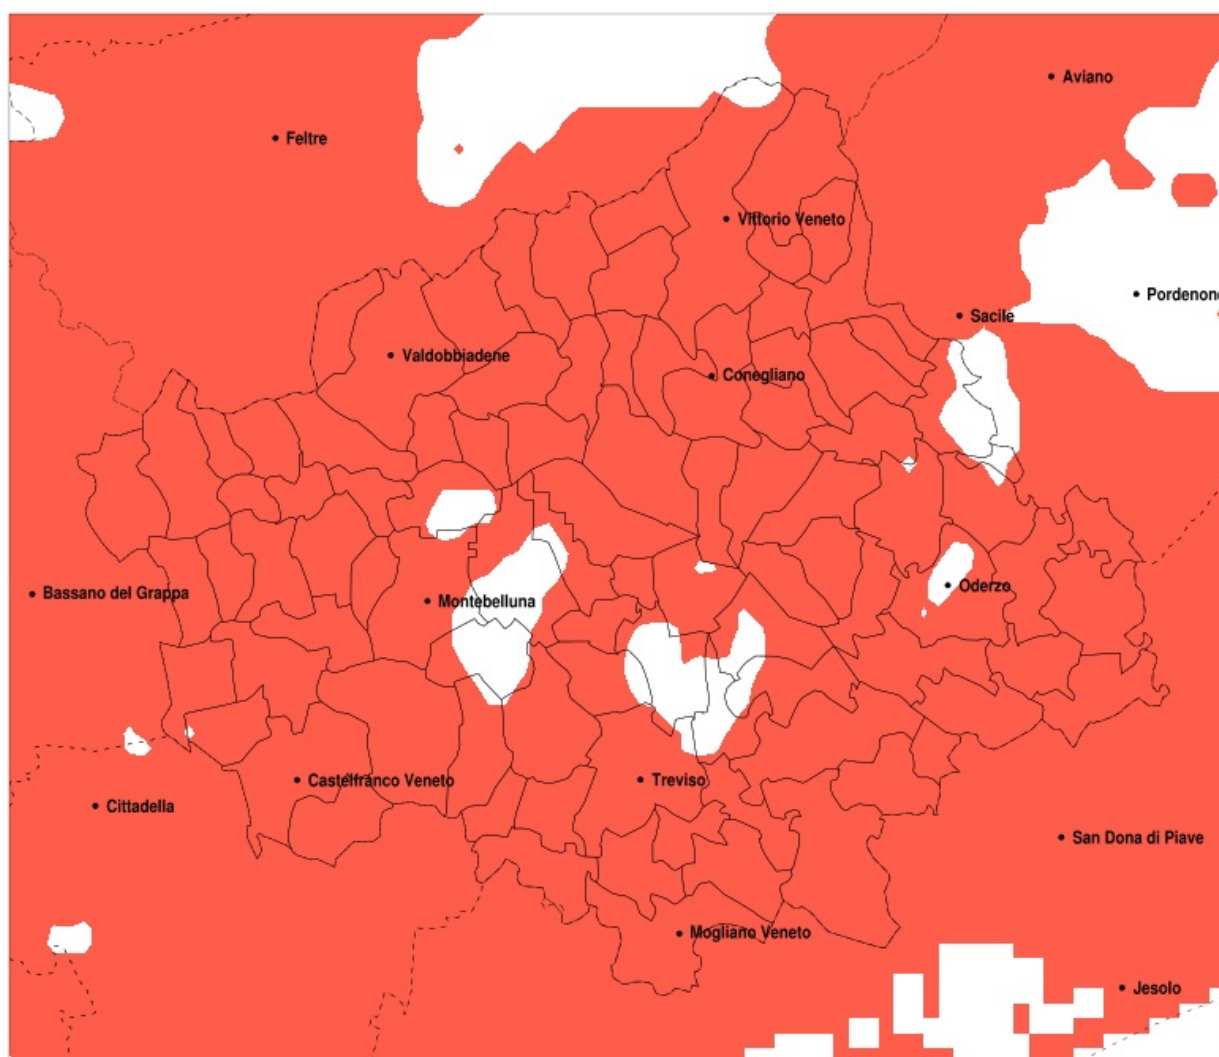 Aviano
Feltre
Vittorio Veneto
Pordenone
Sacile
Valdobbiadene
Conegliano
Oderzo
Bassano del Grappa
Montebelluna
Castelfranco Veneto
Treviso
Cittadella
San Dona di Piave
Mogliano Veneto
Jesolo